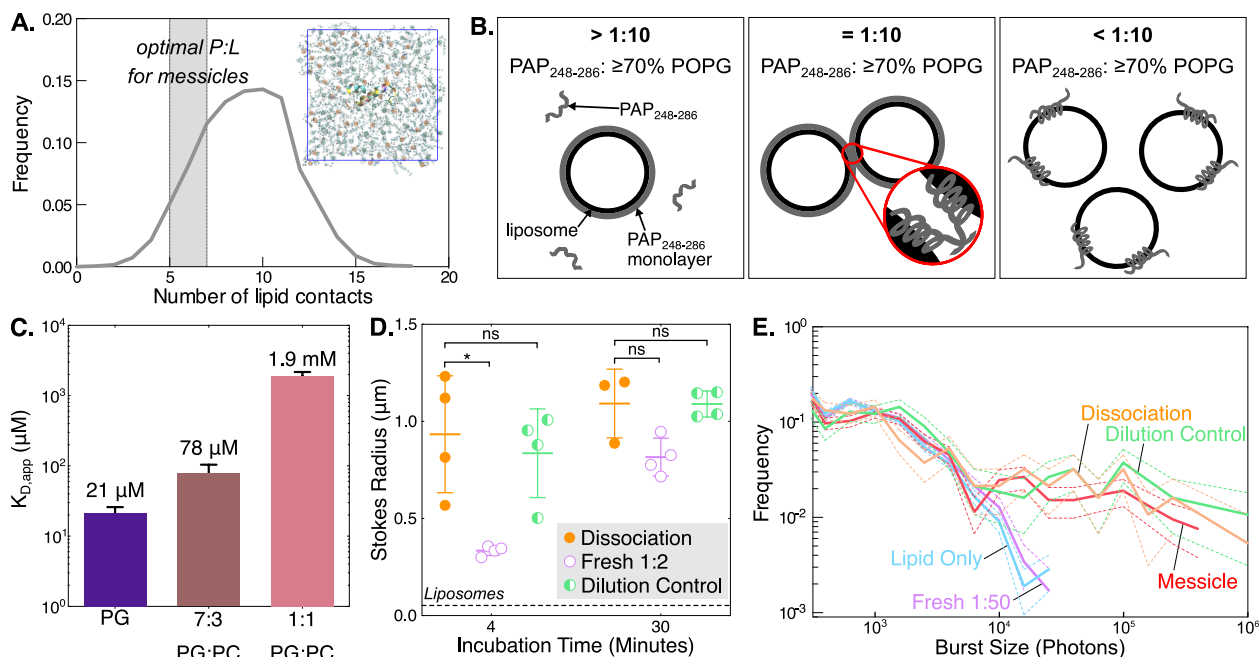 A.
optimal P:L
for messicles
Frequency
0.20
0.15
0.10
0.05
0.00
0
5
10
15
20
Number of lipid contacts
B.
> 1:10
PAP248-286: ≥70% POPG
PAP248-286
liposome
PAP248-286
monolayer
= 1:10
PAP248-286: ≥70% POPG
< 1:10
PAP248-286: ≥70% POPG
C.
KD,app (µM)
10⁴
10³
10²
10¹
10⁰
21 µM
78 µM
1.9 mM
PG
7:3
PG:PC
1:1
PG:PC
D.
Stokes Radius (µm)
1.5
1.0
0.5
0.0
ns
*
ns
ns
Dissociation
Fresh 1:2
Dilution Control
Liposomes
4
30
Incubation Time (Minutes)
E.
Frequency
10⁰
10⁻¹
10⁻²
10⁻³
Dissociation
Dilution Control
Lipid Only
Fresh 1:50
Messicle
10³
10⁴
10⁵
10⁶
Burst Size (Photons)